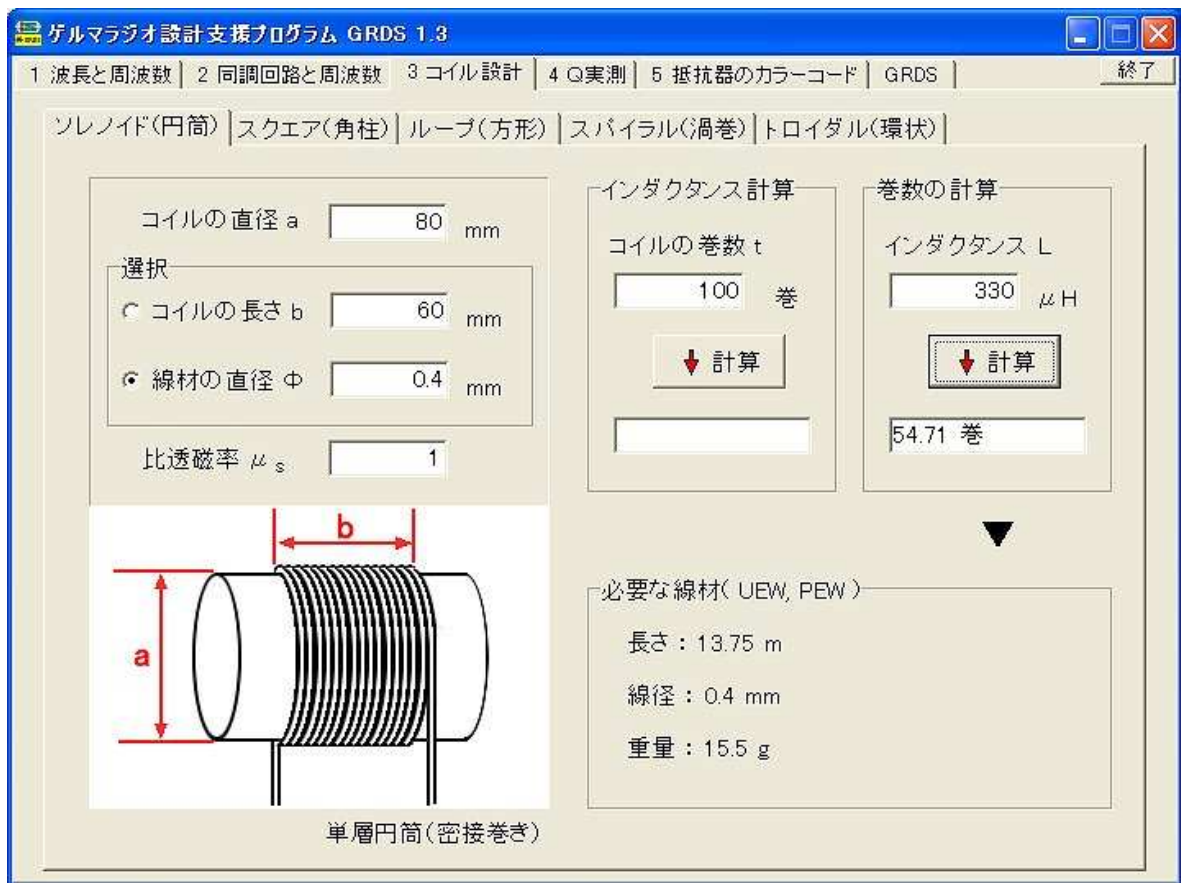 ゲルマラジオ設計支援プログラム GRDS 1.3
1 波長と周波数 2 同調回路と周波数 3 コイル設計 4 Q実測 5 抵抗器のカラーコード GRDS 終了
ソレノイド(円筒) スクエア(角柱) ループ(方形) スパイラル(渦巻) トロイダル(環状)
コイルの直径 a 80 mm
選択
コイルの長さ b 60 mm
線材の直径 Φ 0.4 mm
比透磁率 μs 1
インダクタンス計算
コイルの巻数 t
100 巻
計算
巻数の計算
インダクタンス L
330 μH
計算
54.71 巻
b
a
単層円筒(密接巻き)
必要な線材( UEW, PEW )
長さ : 13.75 m
線径 : 0.4 mm
重量 : 15.5 g